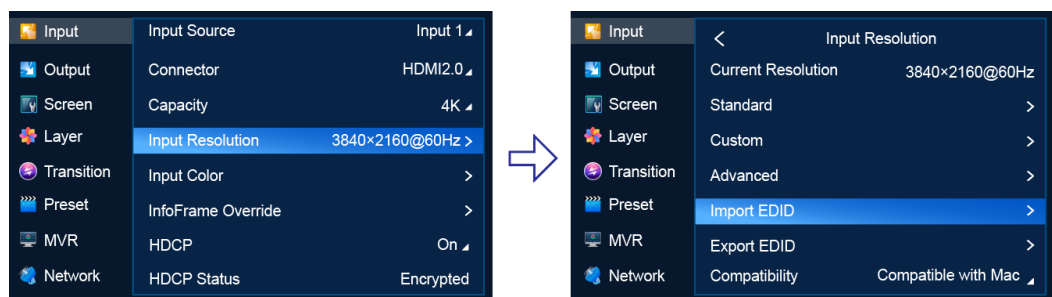 Input Input Source Input 1
Output Connector HDMI2.0
Screen Capacity 4K
Layer Input Resolution 3840×2160@60Hz >
Transition Input Color >
Preset InfoFrame Override >
MVR HDCP On
Network HDCP Status Encrypted
Input < Input Resolution
Output Current Resolution 3840×2160@60Hz
Screen Standard >
Layer Custom >
Transition Advanced >
Preset Import EDID >
MVR Export EDID >
Network Compatibility Compatible with Mac